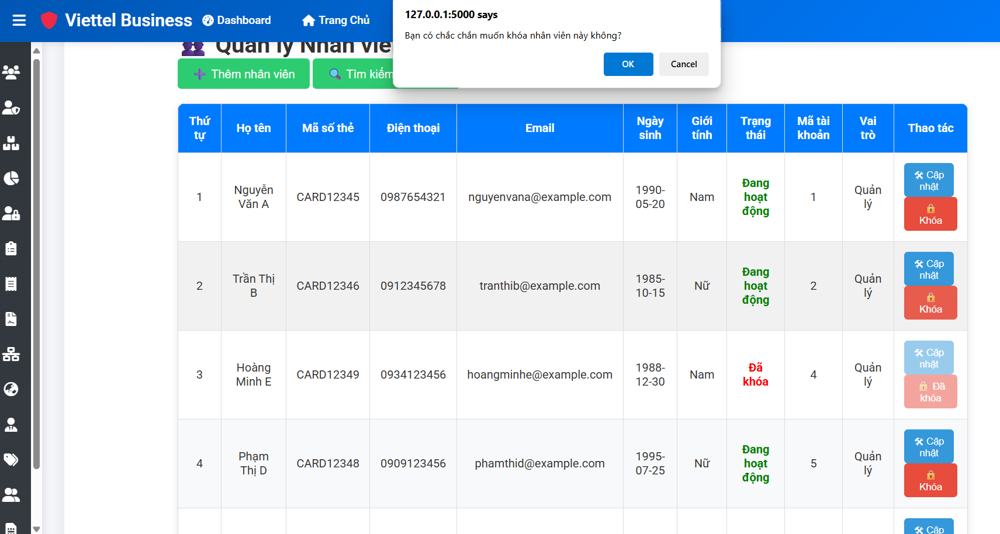 Viettel Business
Dashboard
Trang Chủ
127.0.0.1:5000 says
Bạn có chắc chắn muốn khóa nhân viên này không?
OK
Cancel
Quản lý Nhân
Thêm nhân viên
Tìm kiếm
Thứ tự
Họ tên
Mã số thẻ
Điện thoại
Email
Ngày sinh
Giới tính
Trạng thái
Mã tài khoản
Vai trò
Thao tác
1
Nguyễn Văn A
CARD12345
0987654321
nguyenvana@example.com
1990-05-20
Nam
Đang hoạt động
1
Quản lý
Cập nhật
Khóa
2
Trần Thị B
CARD12346
0912345678
tranthib@example.com
1985-10-15
Nữ
Đang hoạt động
2
Quản lý
Cập nhật
Khóa
3
Hoàng Minh E
CARD12349
0934123456
hoangminhe@example.com
1988-12-30
Nam
Đã khóa
4
Quản lý
Cập nhật
Đã khóa
4
Phạm Thị D
CARD12348
0909123456
phamthid@example.com
1995-07-25
Nữ
Đang hoạt động
5
Quản lý
Cập nhật
Khóa
Cập